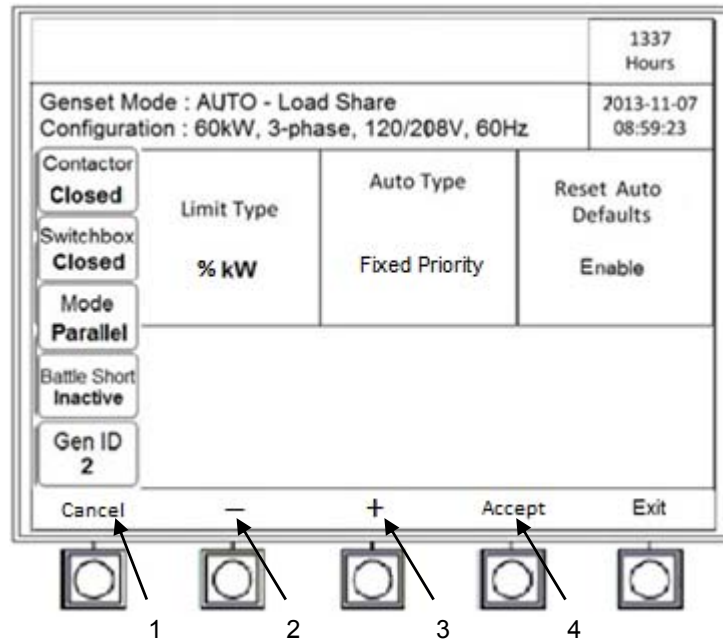 1337
Hours
Genset Mode : AUTO - Load Share
Configuration : 60kW, 3-phase, 120/208V, 60Hz
2013-11-07
08:59:23
Contactor
Closed
Switchbox
Closed
Mode
Parallel
Battle Short
Inactive
Gen ID
2
Limit Type
% kW
Auto Type
Fixed Priority
Reset Auto
Defaults
Enable
Cancel – + Accept Exit
1 2 3 4